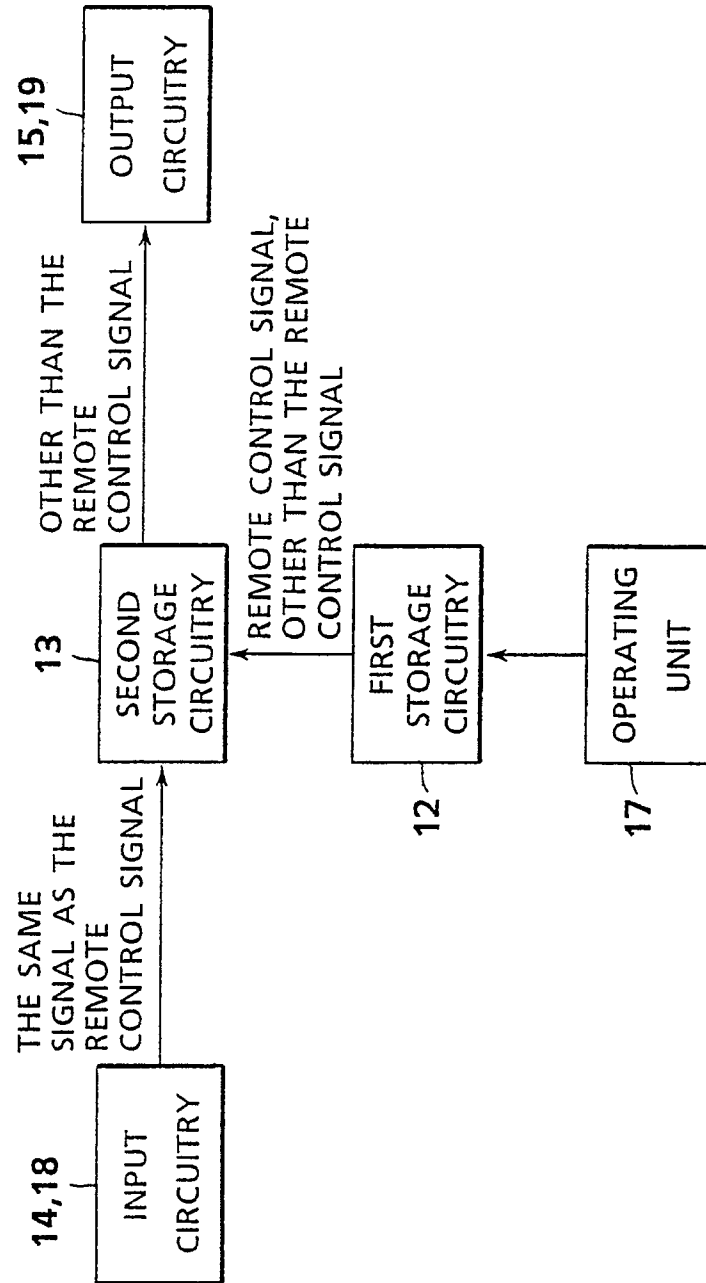 14,18
INPUT
CIRCUITRY
THE SAME
SIGNAL AS THE
REMOTE
CONTROL SIGNAL
13
SECOND
STORAGE
CIRCUITRY
OTHER THAN THE
REMOTE
CONTROL SIGNAL
15,19
OUTPUT
CIRCUITRY
REMOTE CONTROL SIGNAL,
OTHER THAN THE REMOTE
CONTROL SIGNAL
FIRST
STORAGE
CIRCUITRY
12
OPERATING
UNIT
17